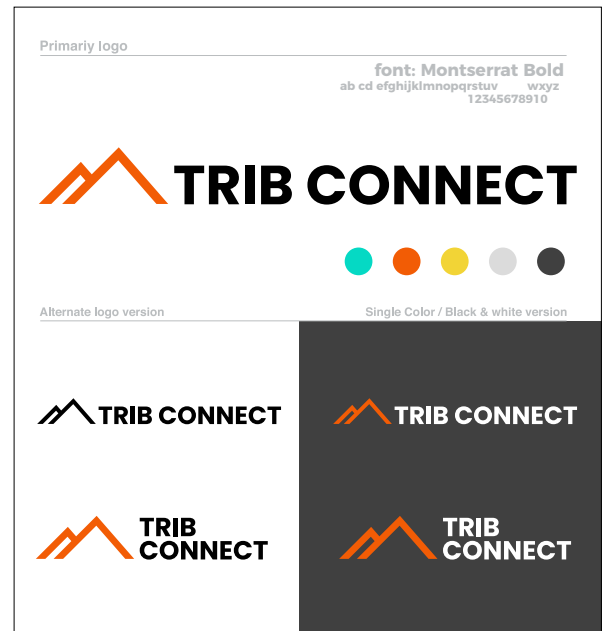 Primariy logo
font: Montserrat Bold
ab cd efghijklmnopqrstuv wxyz
12345678910
TRIB CONNECT
Alternate logo version
Single Color / Black & white version
TRIB CONNECT
TRIB CONNECT
TRIB
CONNECT
TRIB
CONNECT